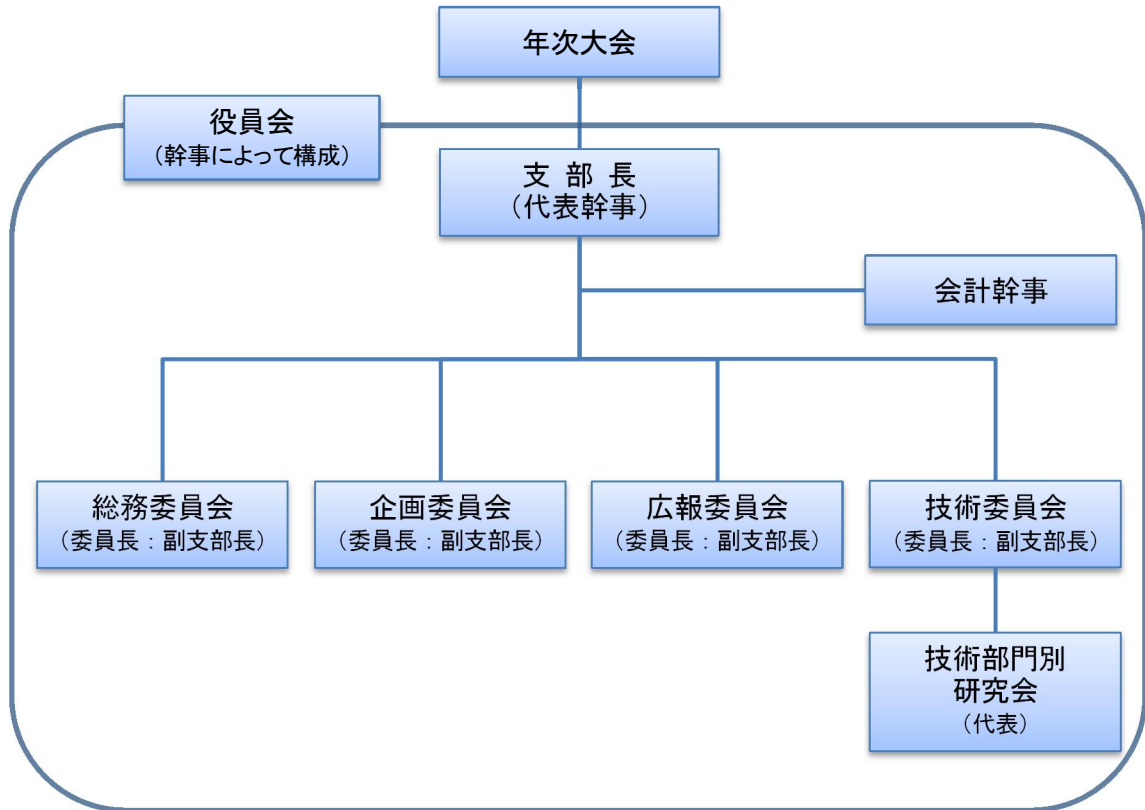 年次大会
役員会
（幹事によって構成）
支 部 長
（代表幹事）
会計幹事
総務委員会
（委員長：副支部長）
企画委員会
（委員長：副支部長）
広報委員会
（委員長：副支部長）
技術委員会
（委員長：副支部長）
技術部門別
研究会
（代表）